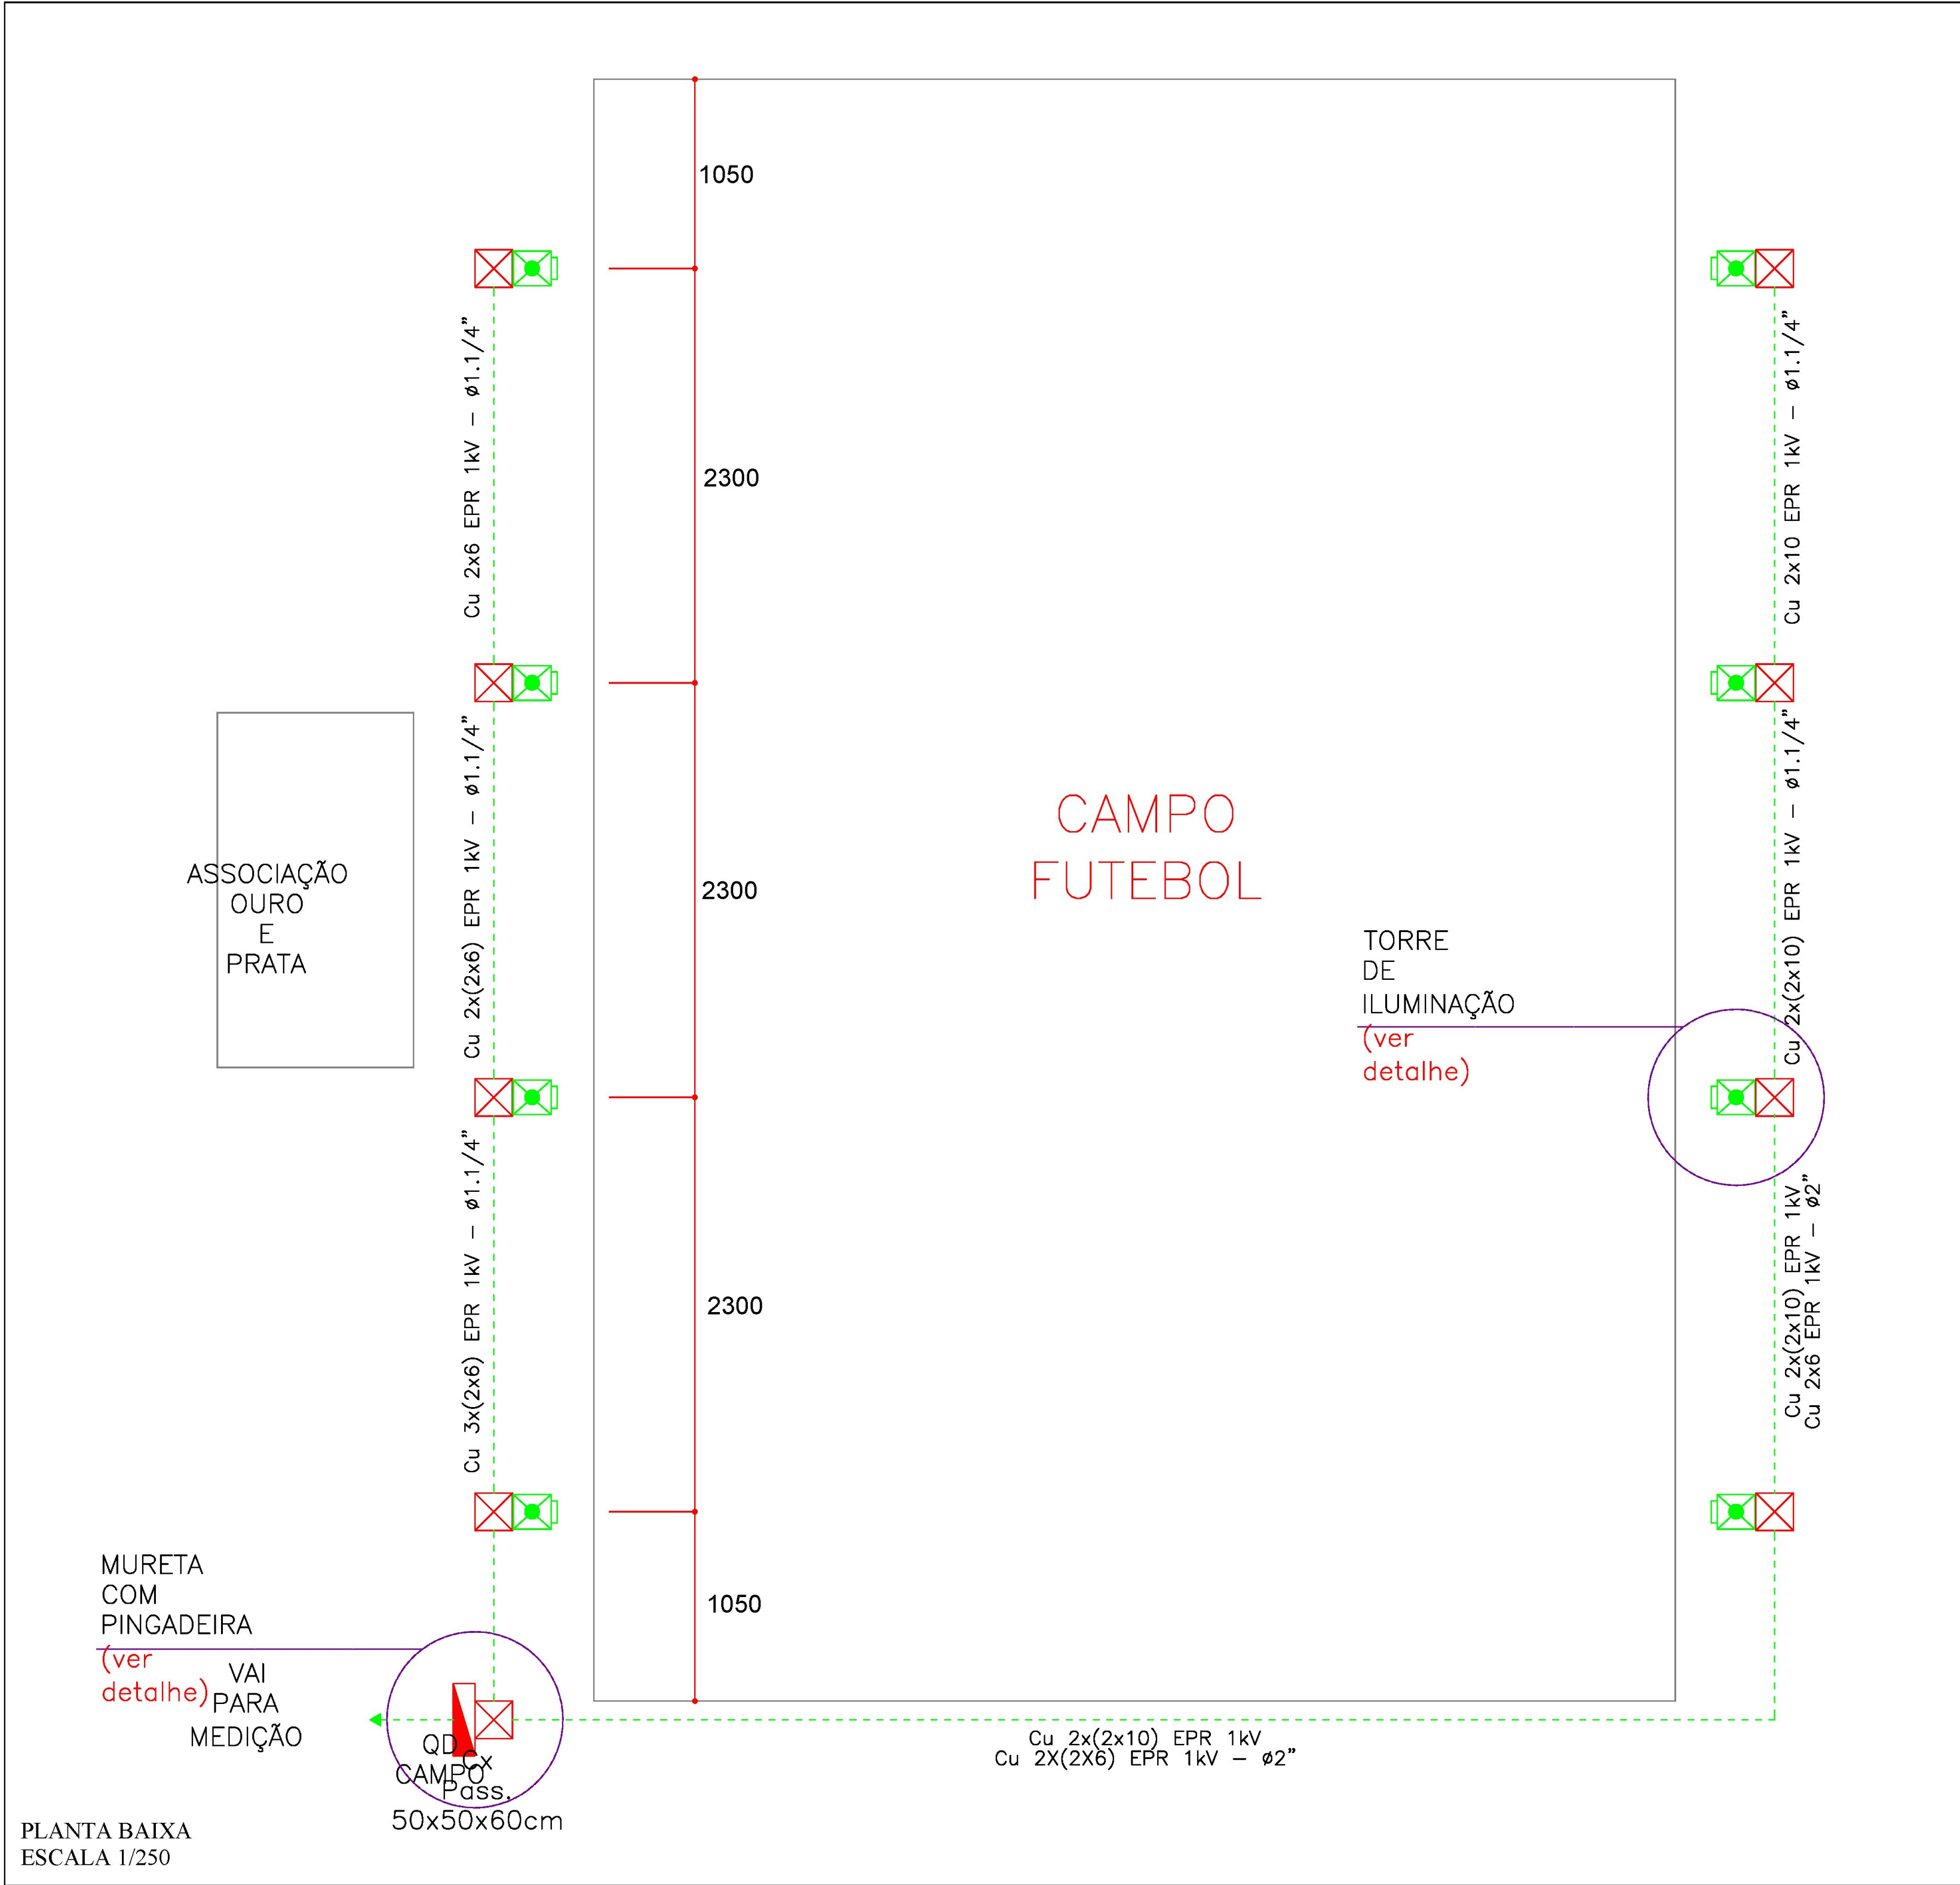 1050
Cu 2x6 EPR 1kV - ø1.1/4"
2300
Cu 2x10 EPR 1kV - ø1.1/4"
Cu 2x(2x6) EPR 1kV - ø1.1/4"
2300
CAMPO
FUTEBOL
Cu 2x(2x10) EPR 1kV - ø1.1/4"
ASSOCIAÇÃO
OURO
E
PRATA
TORRE
DE
ILUMINAÇÃO
(ver
detalhe)
Cu 3x(2x6) EPR 1kV - ø1.1/4"
2300
Cu 2x(2x10) EPR 1kV
Cu 2x6 EPR 1kV - ø2"
1050
MURETA
COM
PINGADEIRA
(ver
detalhe)
VAI
PARA
MEDIÇÃO
QD
CAMPO
Cx
Pass.
50x50x60cm
Cu 2x(2x10) EPR 1kV
Cu 2X(2X6) EPR 1kV - ø2"
PLANTA BAIXA
ESCALA 1/250